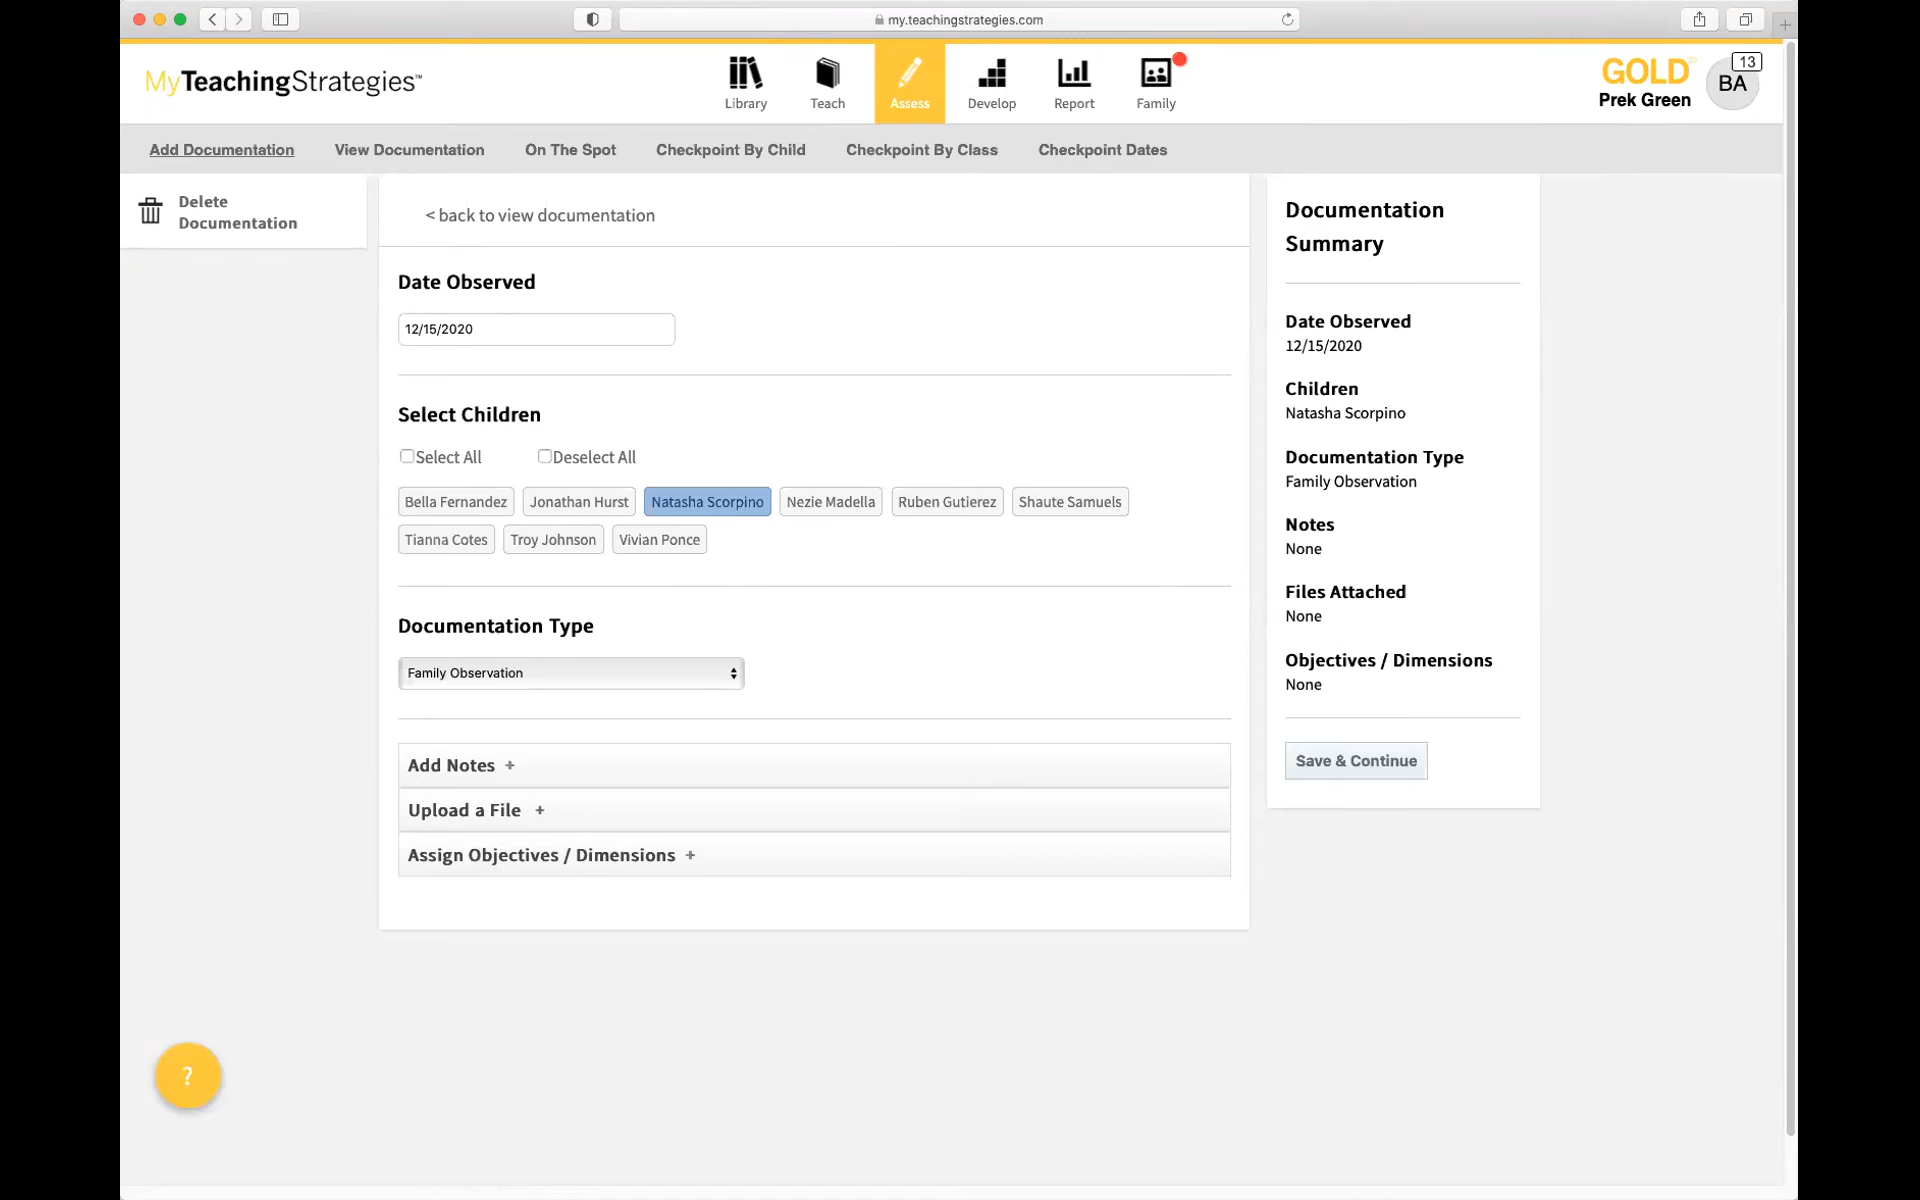 my.teachingstrategies.com
MyTeachingStrategies™
Library
Teach
Assess
Develop
Report
Family
GOLD
Prek Green
13
BA
Add Documentation
View Documentation
On The Spot
Checkpoint By Child
Checkpoint By Class
Checkpoint Dates
Delete
Documentation
< back to view documentation
Date Observed
12/15/2020
Select Children
Select All
Deselect All
Bella Fernandez
Jonathan Hurst
Natasha Scorpino
Nezie Madella
Ruben Gutierez
Shaute Samuels
Tianna Cotes
Troy Johnson
Vivian Ponce
Documentation Type
Family Observation
Add Notes +
Upload a File +
Assign Objectives / Dimensions +
Documentation
Summary
Date Observed
12/15/2020
Children
Natasha Scorpino
Documentation Type
Family Observation
Notes
None
Files Attached
None
Objectives / Dimensions
None
Save & Continue
?